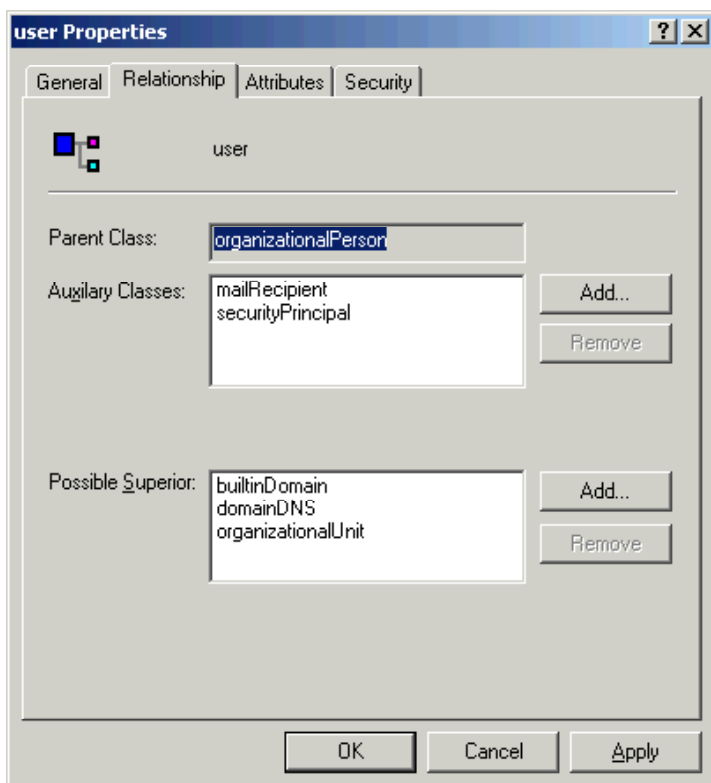 user Properties
General Relationship Attributes Security
user
Parent Class: organizationalPerson
Auxilary Classes: mailRecipient
securityPrincipal
Add...
Remove
Possible Superior: builtinDomain
domainDNS
organizationalUnit
Add...
Remove
OK Cancel Apply